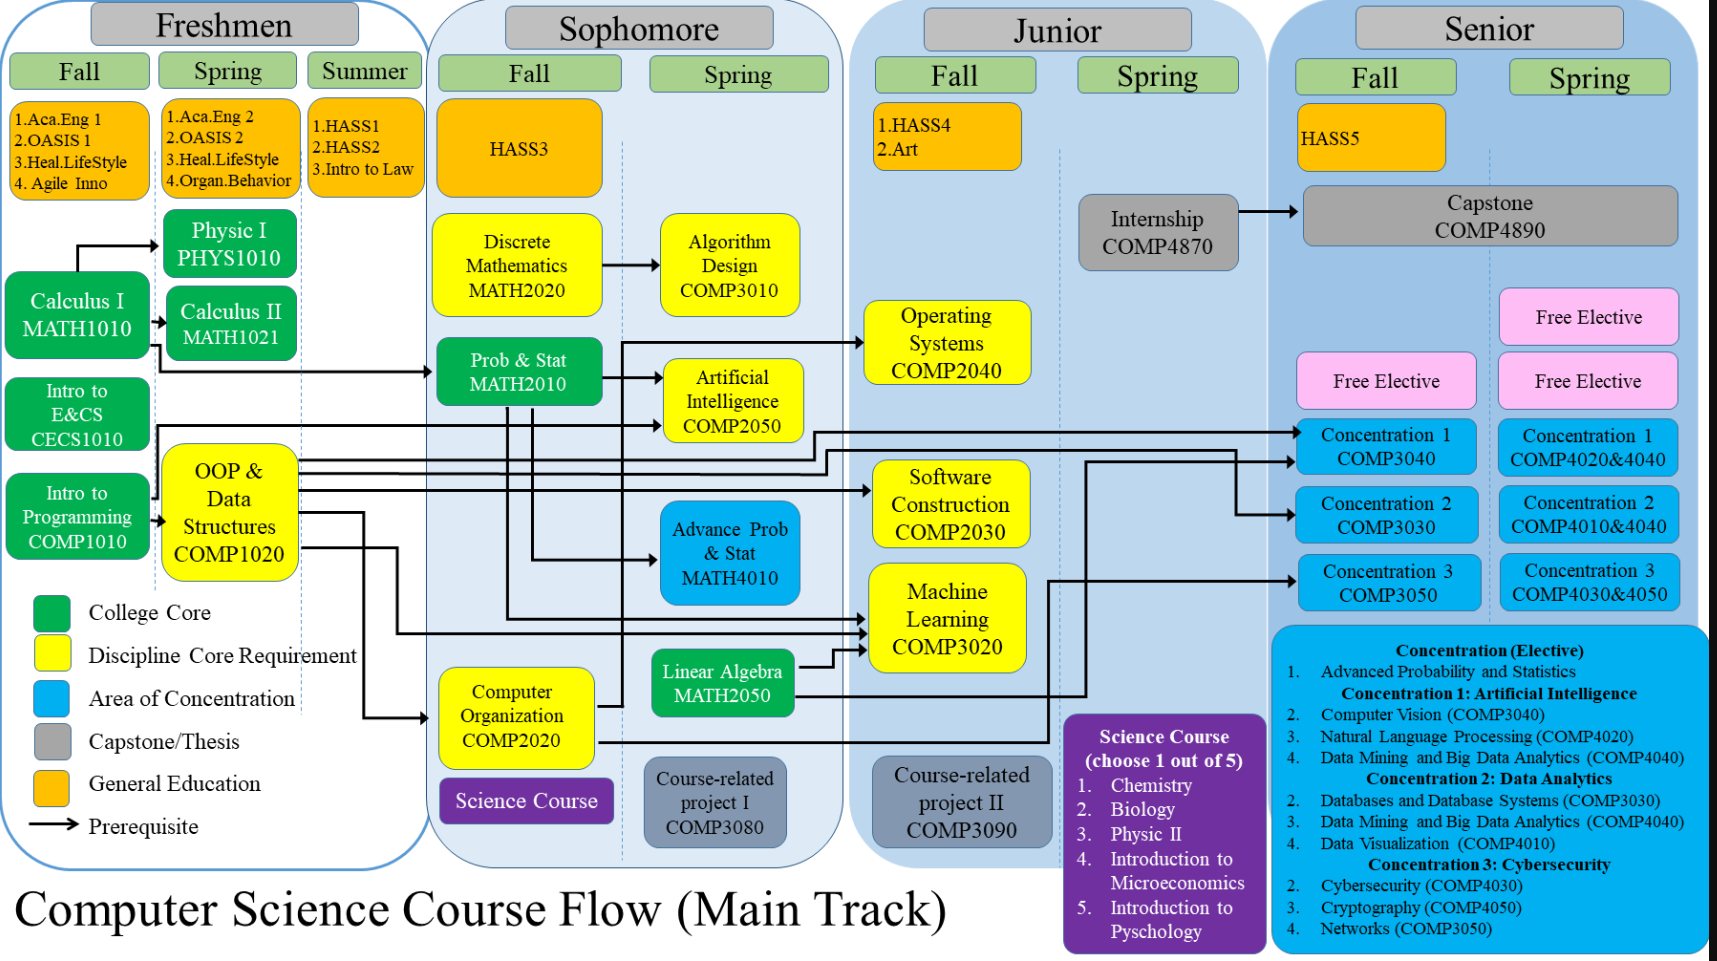 Freshmen
Sophomore
Junior
Senior
Fall
Spring
Summer
Fall
Spring
Fall
Spring
Fall
Spring
1.Aca.Eng 1
2.OASIS 1
3.Heal.LifeStyle
4. Agile Inno
1.Aca.Eng 2
2.OASIS 2
3.Heal.LifeStyle
4.Organ.Behavior
1.HASS1
2.HASS2
3.Intro to Law
HASS3
1.HASS4
2.Art
HASS5
Physic I
PHYS1010
Calculus I
MATH1010
Calculus II
MATH1021
Intro to
E&CS
CECS1010
Intro to
Programming
COMP1010
OOP &
Data
Structures
COMP1020
Discrete
Mathematics
MATH2020
Algorithm
Design
COMP3010
Prob & Stat
MATH2010
Artificial
Intelligence
COMP2050
Advance Prob
& Stat
MATH4010
Computer
Organization
COMP2020
Linear Algebra
MATH2050
Science Course
Course-related
project I
COMP3080
Operating
Systems
COMP2040
Software
Construction
COMP2030
Machine
Learning
COMP3020
Course-related
project II
COMP3090
Internship
COMP4870
Capstone
COMP4890
Free Elective
Free Elective
Free Elective
Concentration 1
COMP3040
Concentration 1
COMP4020&4040
Concentration 2
COMP3030
Concentration 2
COMP4010&4040
Concentration 3
COMP3050
Concentration 3
COMP4030&4050
College Core
Discipline Core Requirement
Area of Concentration
Capstone/Thesis
General Education
Prerequisite
Science Course
(choose 1 out of 5)
1. Chemistry
2. Biology
3. Physic II
4. Introduction to
Microeconomics
5. Introduction to
Pyschology
Concentration (Elective)
1. Advanced Probability and Statistics
Concentration 1: Artificial Intelligence
2. Computer Vision (COMP3040)
3. Natural Language Processing (COMP4020)
4. Data Mining and Big Data Analytics (COMP4040)
Concentration 2: Data Analytics
2. Databases and Database Systems (COMP3030)
3. Data Mining and Big Data Analytics (COMP4040)
4. Data Visualization (COMP4010)
Concentration 3: Cybersecurity
2. Cybersecurity (COMP4030)
3. Cryptography (COMP4050)
4. Networks (COMP3050)
Computer Science Course Flow (Main Track)